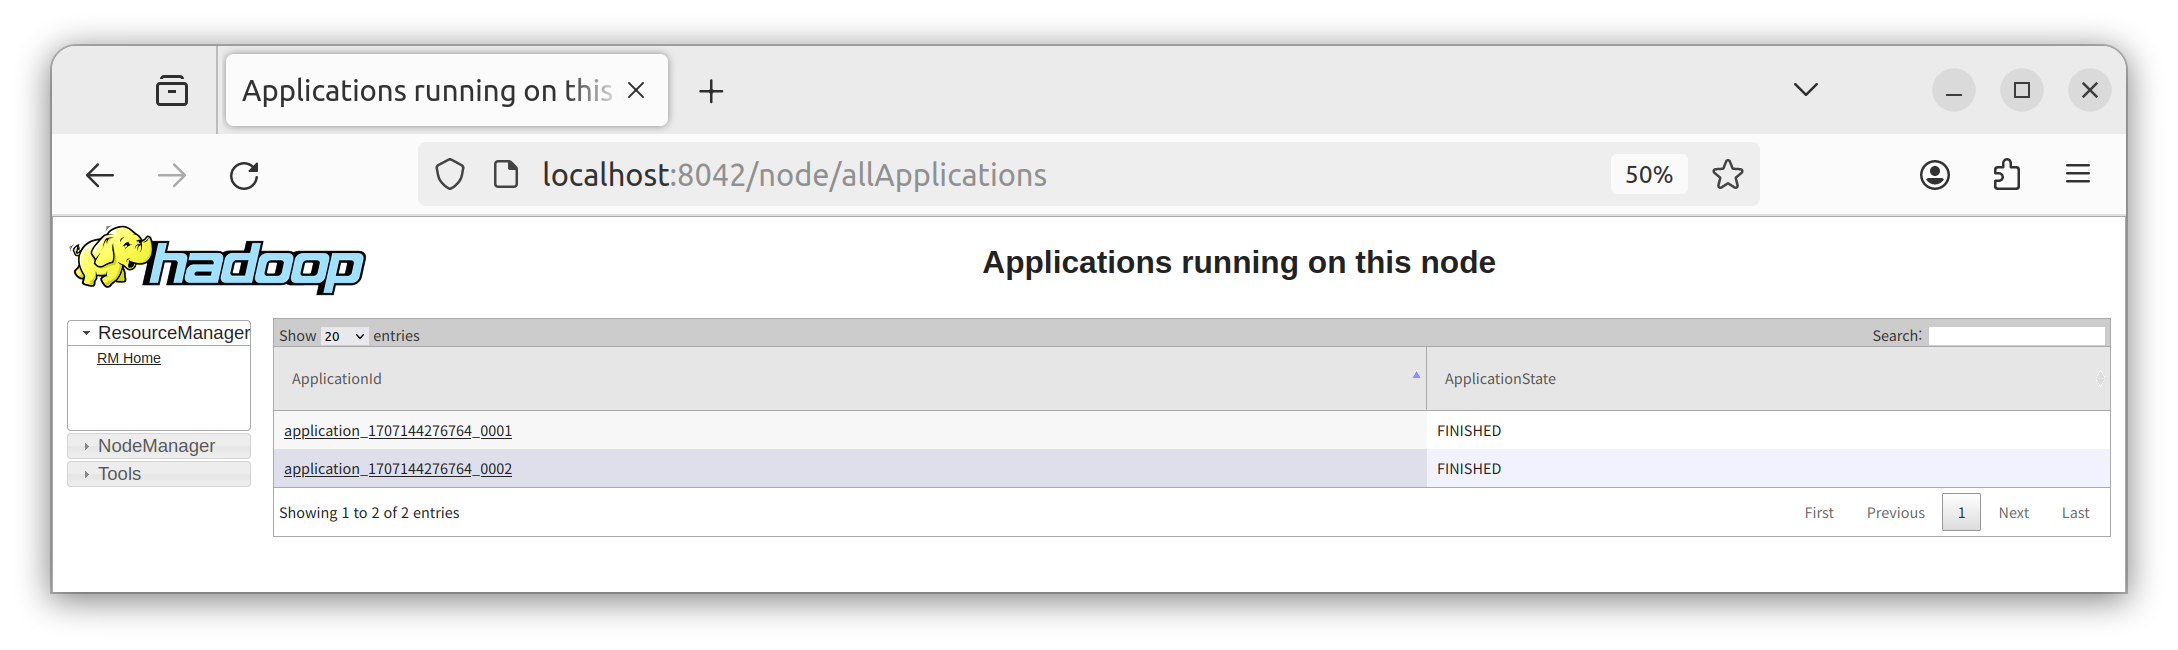 Applications running on this
localhost:8042/node/allApplications
50%
hadoop
Applications running on this node
ResourceManager
RM Home
NodeManager
Tools
Show 20 entries
Search:
ApplicationId ApplicationState
application_1707144276764_0001 FINISHED
application_1707144276764_0002 FINISHED
Showing 1 to 2 of 2 entries
First Previous 1 Next Last